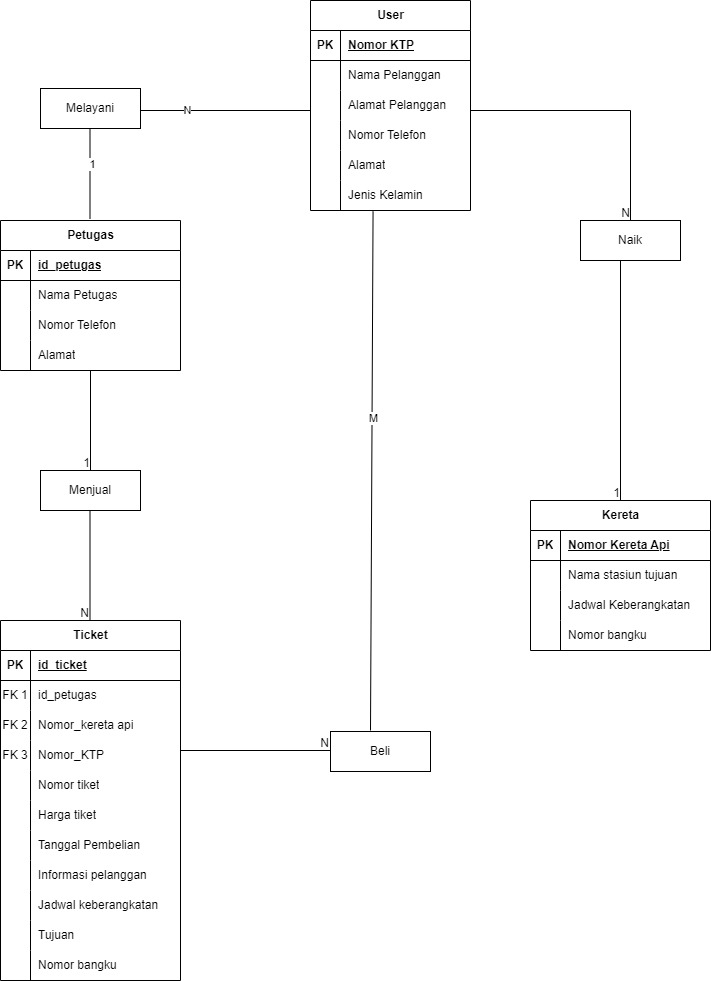 User
PK Nomor KTP
Nama Pelanggan
Alamat Pelanggan
Nomor Telefon
Alamat
Jenis Kelamin
Melayani
N
1
Petugas
PK id_petugas
Nama Petugas
Nomor Telefon
Alamat
N
Naik
1
Menjual
N
M
1
Kereta
PK Nomor Kereta Api
Nama stasiun tujuan
Jadwal Keberangkatan
Nomor bangku
Ticket
PK id_ticket
FK 1 id_petugas
FK 2 Nomor_kereta api
FK 3 Nomor_KTP
Nomor tiket
Harga tiket
Tanggal Pembelian
Informasi pelanggan
Jadwal keberangkatan
Tujuan
Nomor bangku
N
Beli